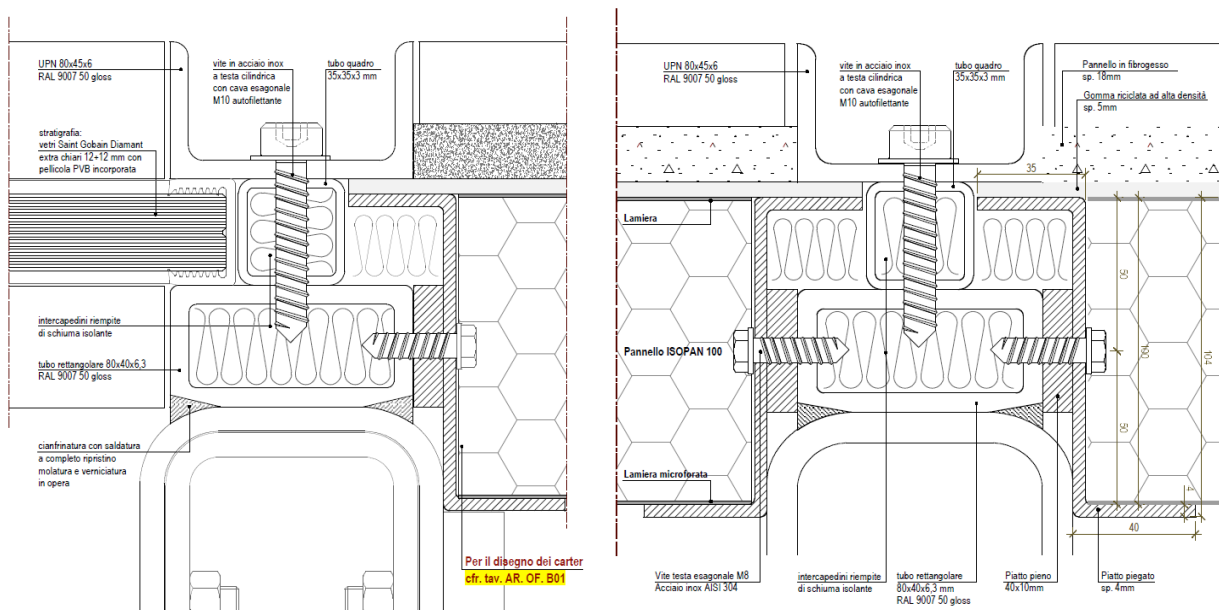 UPN 80x45x6
RAL 9007 50 gloss
vite in acciaio inox
a testa cilindrica
con cava esagonale
M10 autofilettante
tubo quadro
35x35x3 mm
stratigrafia:
vetri Saint Gobain Diamant
extra chiari 12+12 mm con
pellicola PVB incorporata
intercapedini riempite
di schiuma isolante
tubo rettangolare 80x40x6,3
RAL 9007 50 gloss
cianfrinatura con saldatura
a completo ripristino
molatura e verniciatura
in opera
Per il disegno dei carter
cfr. tav. AR. OF. B01
UPN 80x45x6
RAL 9007 50 gloss
vite in acciaio inox
a testa cilindrica
con cava esagonale
M10 autofilettante
tubo quadro
35x35x3 mm
Pannello in fibrogesso
sp. 18mm
Gomma riciclata ad alta densità
sp. 5mm
35
Lamiera
50
Pannello ISOPAN 100
100
104
50
Lamiera microforata
4
40
Vite testa esagonale M8
Acciaio inox AISI 304
intercapedini riempite
di schiuma isolante
tubo rettangolare
80x40x6,3 mm
RAL 9007 50 gloss
Piatto pieno
40x10mm
Piatto piegato
sp. 4mm